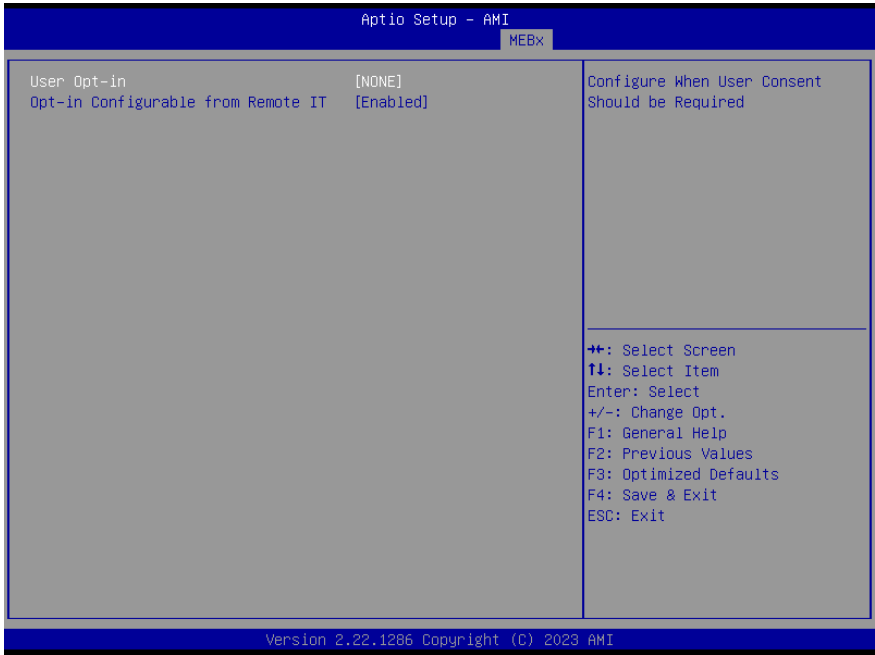 Aptio Setup - AMI
MEBx
User Opt-in [NONE]
Opt-in Configurable from Remote IT [Enabled]
Configure When User Consent
Should be Required
→←: Select Screen
↑↓: Select Item
Enter: Select
+/-: Change Opt.
F1: General Help
F2: Previous Values
F3: Optimized Defaults
F4: Save & Exit
ESC: Exit
Version 2.22.1286 Copyright (C) 2023 AMI